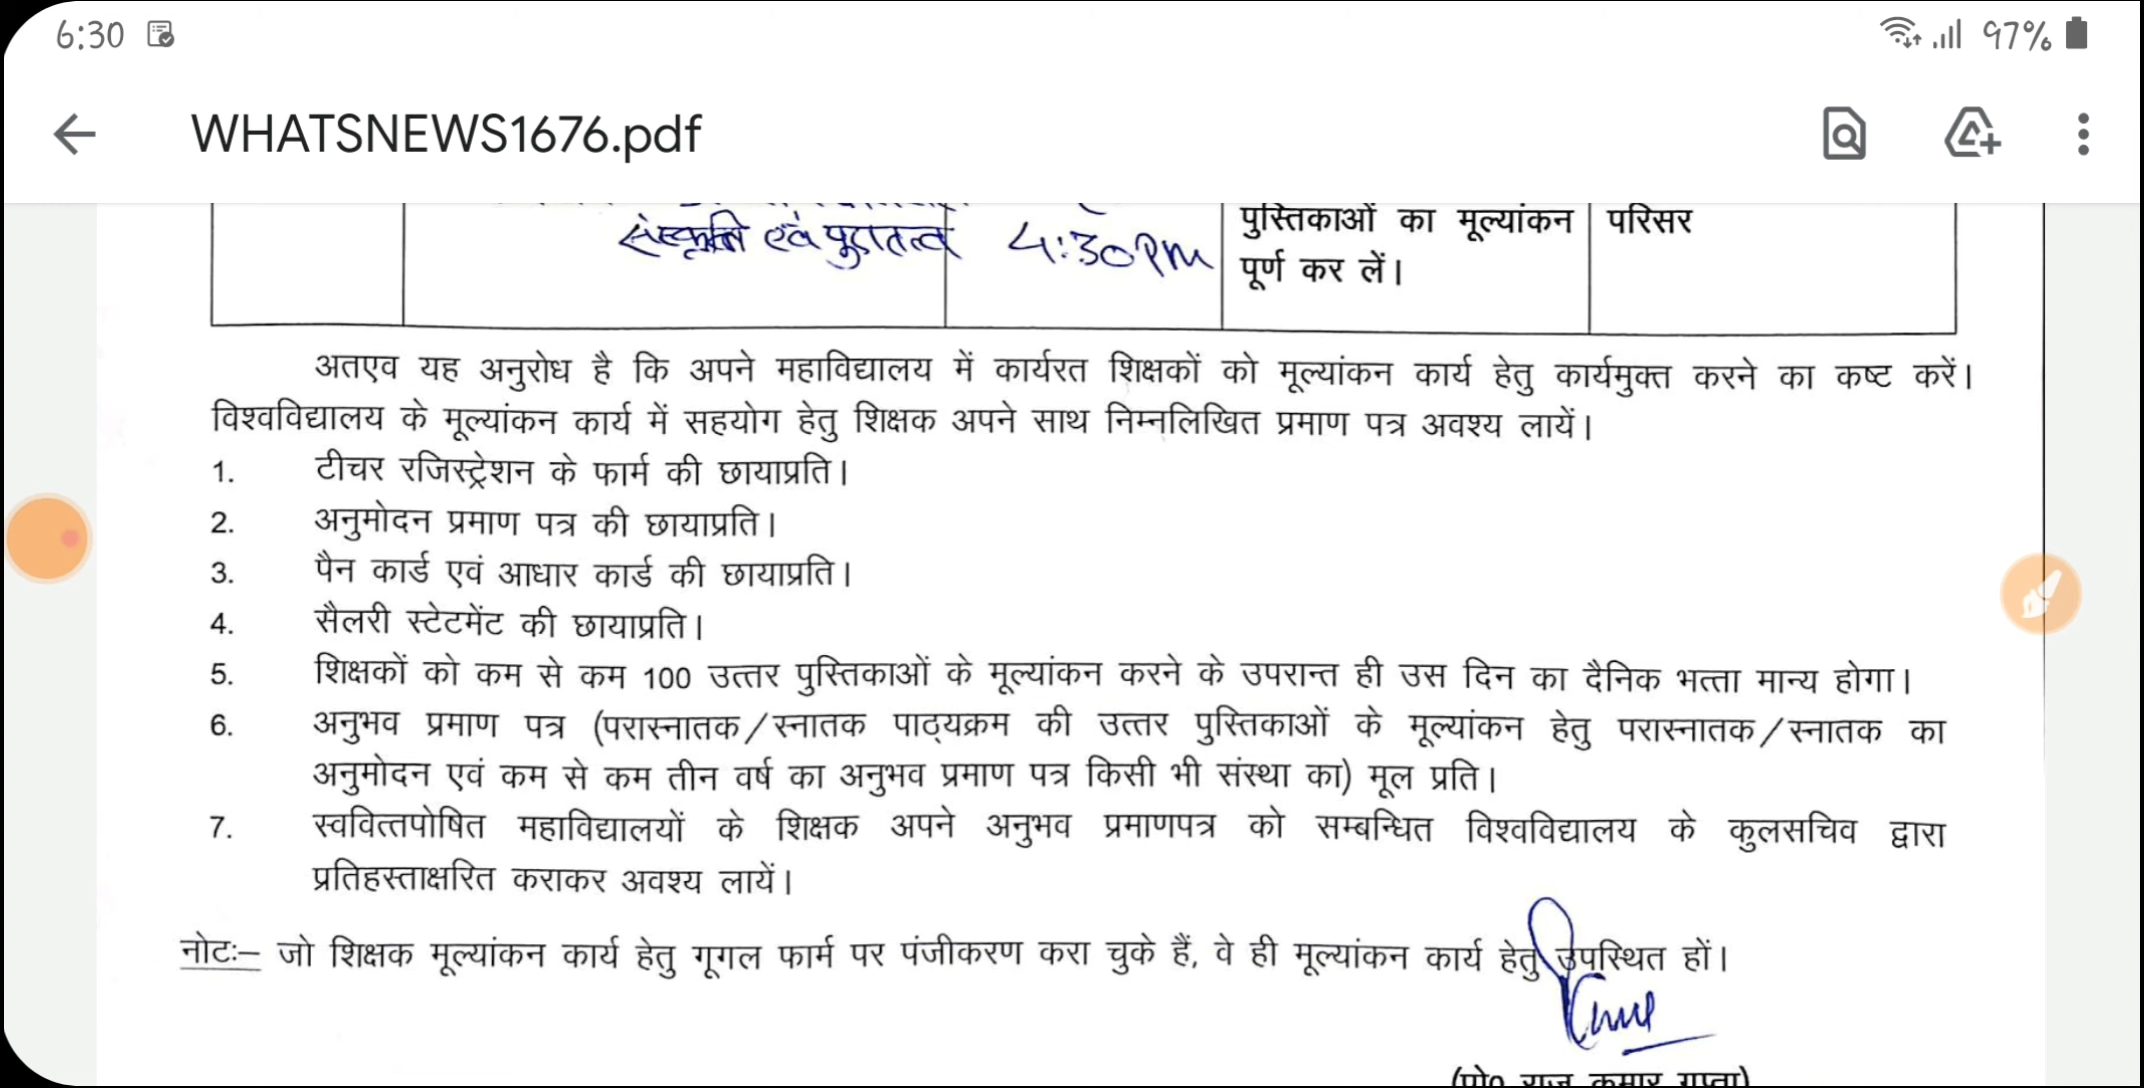 6:30 97%
WHATSNEWS1676.pdf
संस्कृति एवं पुरातत्व 4:30PM पुस्तिकाओं का मूल्यांकन परिसर
पूर्ण कर लें।
अतएव यह अनुरोध है कि अपने महाविद्यालय में कार्यरत शिक्षकों को मूल्यांकन कार्य हेतु कार्यमुक्त करने का कष्ट करें।
विश्वविद्यालय के मूल्यांकन कार्य में सहयोग हेतु शिक्षक अपने साथ निम्नलिखित प्रमाण पत्र अवश्य लायें।
1. टीचर रजिस्ट्रेशन के फार्म की छायाप्रति।
2. अनुमोदन प्रमाण पत्र की छायाप्रति।
3. पैन कार्ड एवं आधार कार्ड की छायाप्रति।
4. सैलरी स्टेटमेंट की छायाप्रति।
5. शिक्षकों को कम से कम 100 उत्तर पुस्तिकाओं के मूल्यांकन करने के उपरान्त ही उस दिन का दैनिक भत्ता मान्य होगा।
6. अनुभव प्रमाण पत्र (परास्नातक/स्नातक पाठ्यक्रम की उत्तर पुस्तिकाओं के मूल्यांकन हेतु परास्नातक/स्नातक का
अनुमोदन एवं कम से कम तीन वर्ष का अनुभव प्रमाण पत्र किसी भी संस्था का) मूल प्रति।
7. स्ववित्तपोषित महाविद्यालयों के शिक्षक अपने अनुभव प्रमाणपत्र को सम्बन्धित विश्वविद्यालय के कुलसचिव द्वारा
प्रतिहस्ताक्षरित कराकर अवश्य लायें।
नोटः– जो शिक्षक मूल्यांकन कार्य हेतु गूगल फार्म पर पंजीकरण करा चुके हैं, वे ही मूल्यांकन कार्य हेतु उपस्थित हों।
(प्रो० राज कुमार गुप्ता)